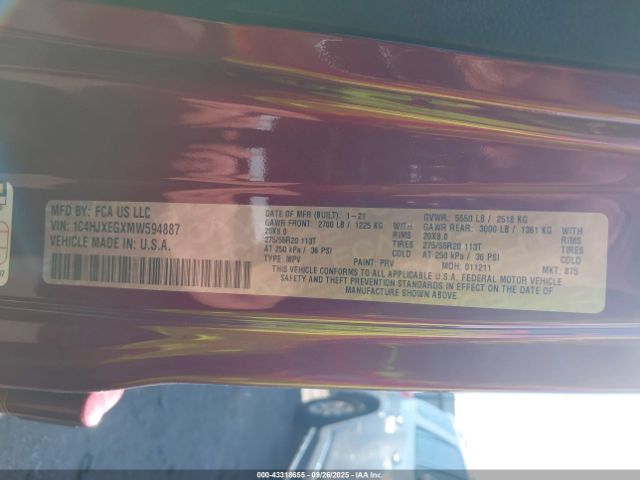 MFD BY: FCA US LLC
VIN: 1C4HJXEGXMW594887
VEHICLE MADE IN U.S.A.
DATE OF MFR (BUILT): 1-21
GAWR FRONT: 2700 LB / 1225 KG WITH
20X8.0 RIMS
275/55R20 113T TIRES
AT 250 kPa / 36 PSI COLD
TYPE: MPV PAINT: PRV
GVWR: 5550 LB / 2518 KG
GAWR REAR: 3000 LB / 1361 KG WITH
20X8.0 RIMS
275/55R20 113T TIRES
AT 250 kPa / 36 PSI COLD
MDH: 011211 MKT: 875
THIS VEHICLE CONFORMS TO ALL APPLICABLE U.S.A. FEDERAL MOTOR VEHICLE
SAFETY AND THEFT PREVENTION STANDARDS IN EFFECT ON THE DATE OF
MANUFACTURE SHOWN ABOVE.
000-43318655 - 09/26/2025 - IAAI.COM